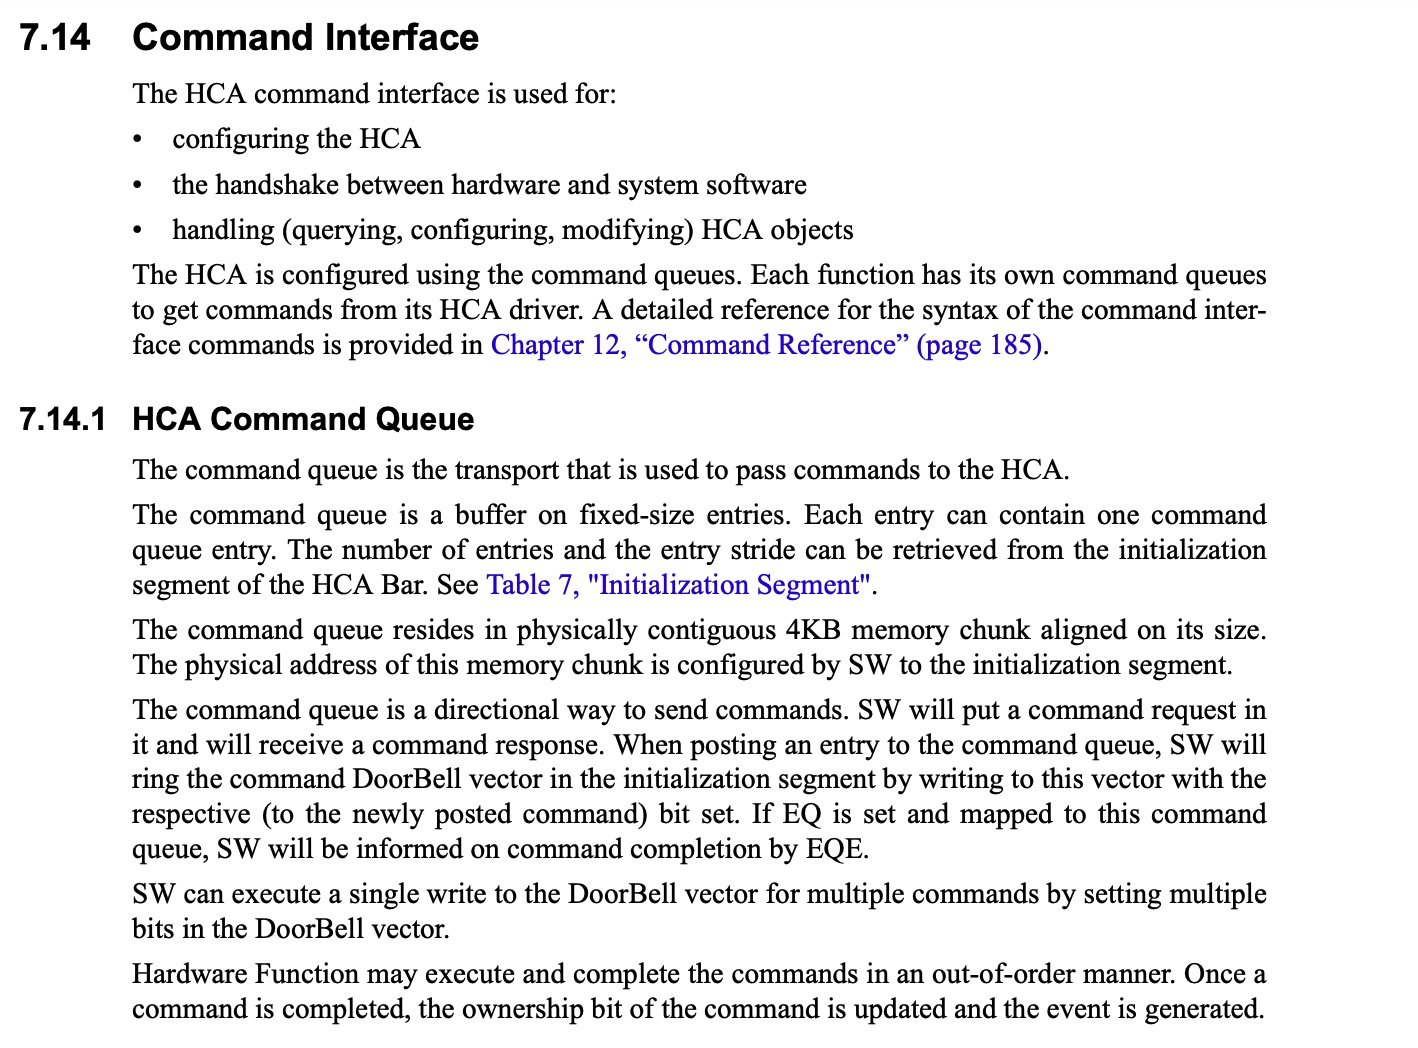 7.14 Command Interface
The HCA command interface is used for:
• configuring the HCA
• the handshake between hardware and system software
• handling (querying, configuring, modifying) HCA objects
The HCA is configured using the command queues. Each function has its own command queues
to get commands from its HCA driver. A detailed reference for the syntax of the command inter-
face commands is provided in Chapter 12, “Command Reference” (page 185).
7.14.1 HCA Command Queue
The command queue is the transport that is used to pass commands to the HCA.
The command queue is a buffer on fixed-size entries. Each entry can contain one command
queue entry. The number of entries and the entry stride can be retrieved from the initialization
segment of the HCA Bar. See Table 7, "Initialization Segment".
The command queue resides in physically contiguous 4KB memory chunk aligned on its size.
The physical address of this memory chunk is configured by SW to the initialization segment.
The command queue is a directional way to send commands. SW will put a command request in
it and will receive a command response. When posting an entry to the command queue, SW will
ring the command DoorBell vector in the initialization segment by writing to this vector with the
respective (to the newly posted command) bit set. If EQ is set and mapped to this command
queue, SW will be informed on command completion by EQE.
SW can execute a single write to the DoorBell vector for multiple commands by setting multiple
bits in the DoorBell vector.
Hardware Function may execute and complete the commands in an out-of-order manner. Once a
command is completed, the ownership bit of the command is updated and the event is generated.